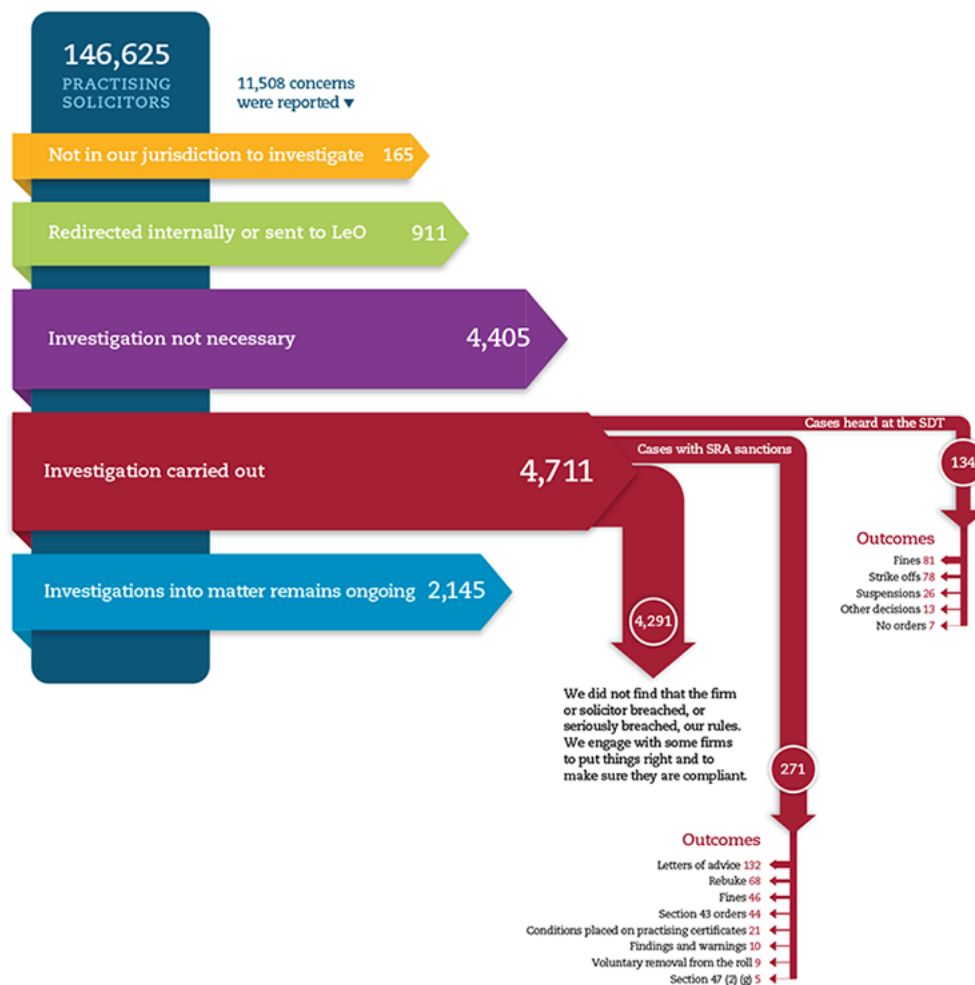 146,625
PRACTISING
SOLICITORS
11,508 concerns
were reported ▼
Not in our jurisdiction to investigate 165
Redirected internally or sent to LeO 911
Investigation not necessary 4,405
Investigation carried out 4,711
Investigations into matter remains ongoing 2,145
Cases heard at the SDT
134
Outcomes
Fines 81
Strike offs 78
Suspensions 26
Other decisions 13
No orders 7
Cases with SRA sanctions
271
Outcomes
Letters of advice 132
Rebuke 68
Fines 46
Section 43 orders 44
Conditions placed on practising certificates 21
Findings and warnings 10
Voluntary removal from the roll 9
Section 47 (2) (g) 5
4,291
We did not find that the firm
or solicitor breached, or
seriously breached, our rules.
We engage with some firms
to put things right and to
make sure they are compliant.